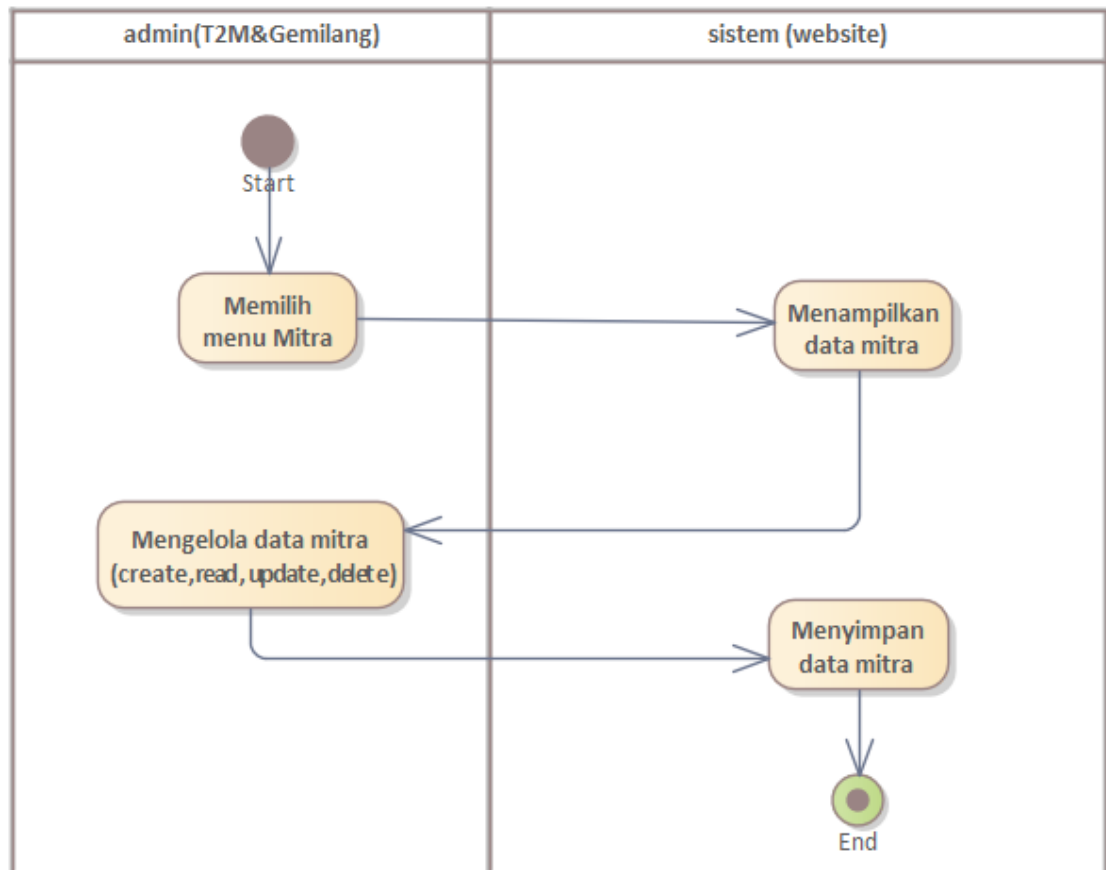 admin(T2M&Gemilang)
sistem (website)
Start
Memilih
menu Mitra
Menampilkan
data mitra
Mengelola data mitra
(create,read, update,delete)
Menyimpan
data mitra
End